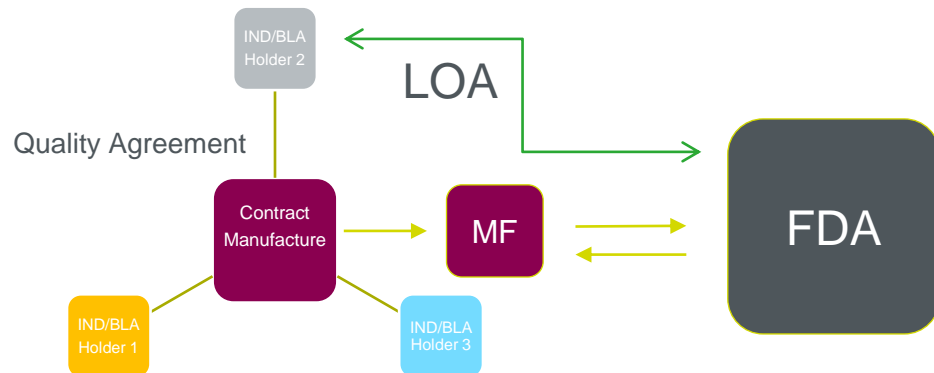 IND/BLA
Holder 2
LOA
Quality Agreement
Contract
Manufacture
MF
FDA
IND/BLA
Holder 1
IND/BLA
Holder 3